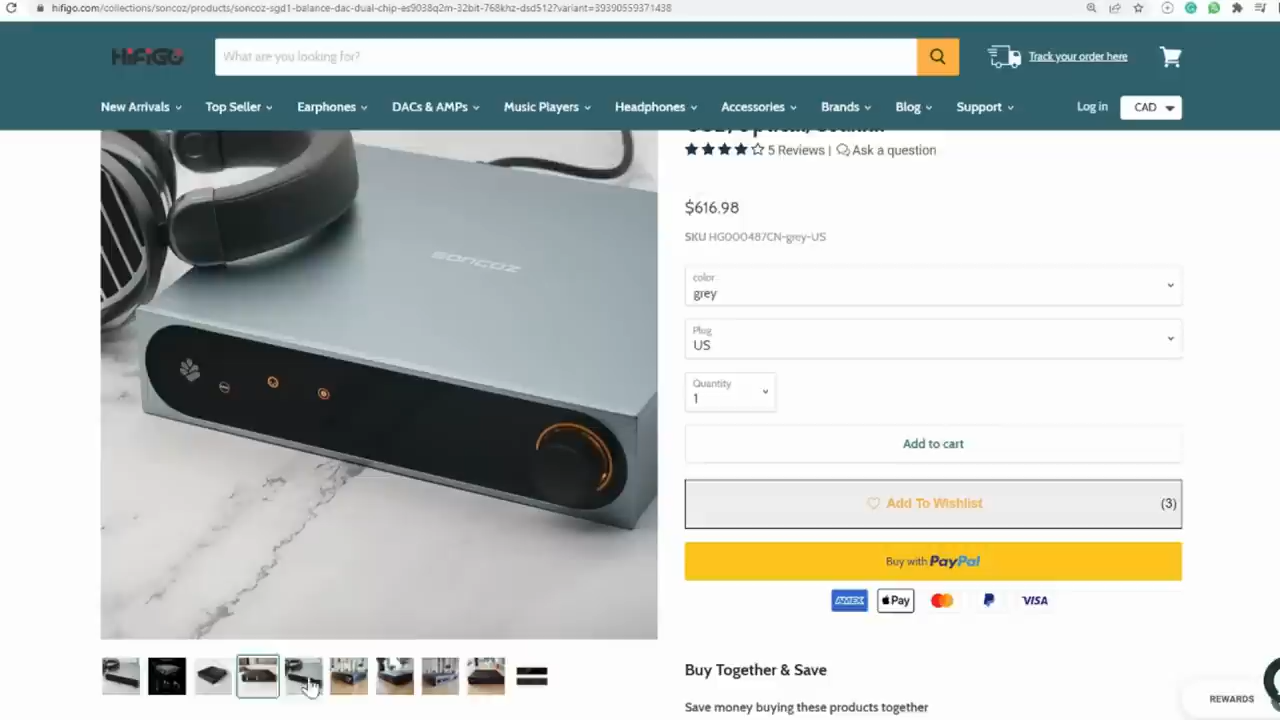 hifigo.com/collections/soncoz/products/soncoz-sgd1-balance-dac-dual-chip-es9038q2m-32bit-768khz-dsd512?variant=39390559371438
HiFiGO
What are you looking for?
Track your order here
New Arrivals
Top Seller
Earphones
DACs & AMPs
Music Players
Headphones
Accessories
Brands
Blog
Support
Log in
CAD
5 Reviews | Ask a question
$616.98
SKU HG000487CN-grey-US
color
grey
Plug
US
Quantity
1
Add to cart
Add To Wishlist (3)
Buy with PayPal
AMEX
Pay
VISA
Buy Together & Save
Save money buying these products together
REWARDS
soncoz